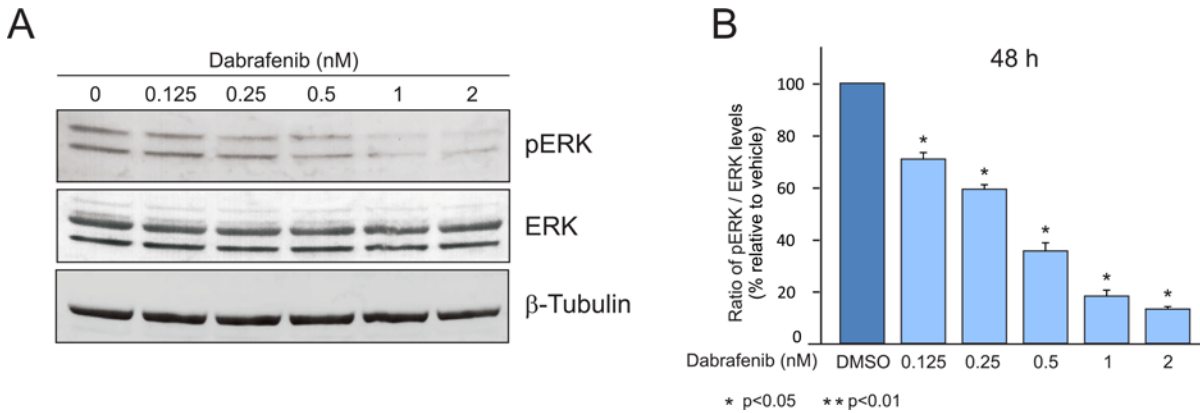 A
Dabrafenib (nM)
0 0.125 0.25 0.5 1 2
pERK
ERK
β-Tubulin
B
48 h
Ratio of pERK / ERK levels
(% relative to vehicle)
100
80
60
40
20
0
* * * * *
Dabrafenib (nM) DMSO 0.125 0.25 0.5 1 2
* p<0.05 ** p<0.01